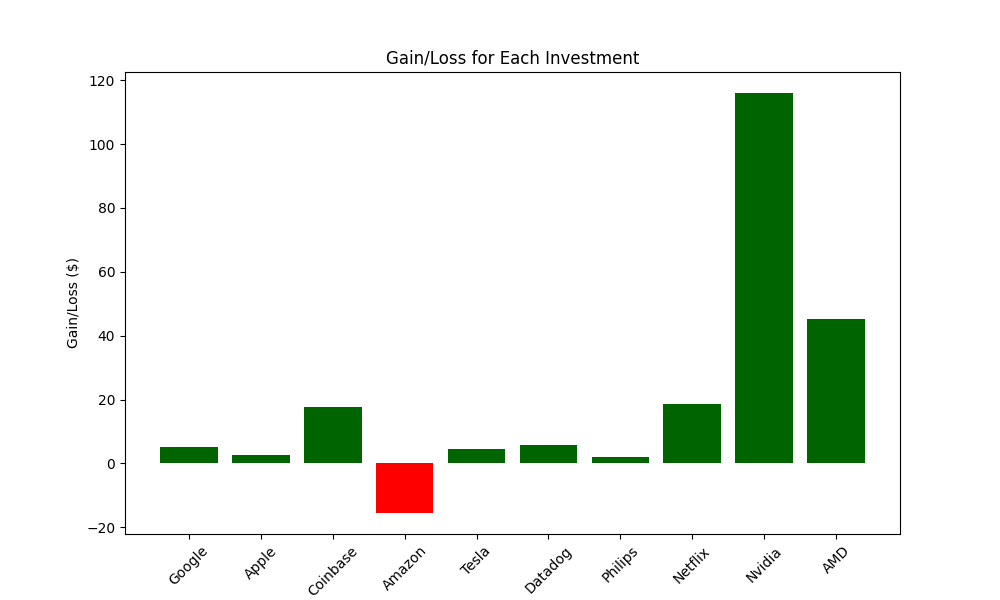 Gain/Loss for Each Investment
Gain/Loss ($)
120
100
80
60
40
20
0
−20
Google
Apple
Coinbase
Amazon
Tesla
Datadog
Philips
Netflix
Nvidia
AMD